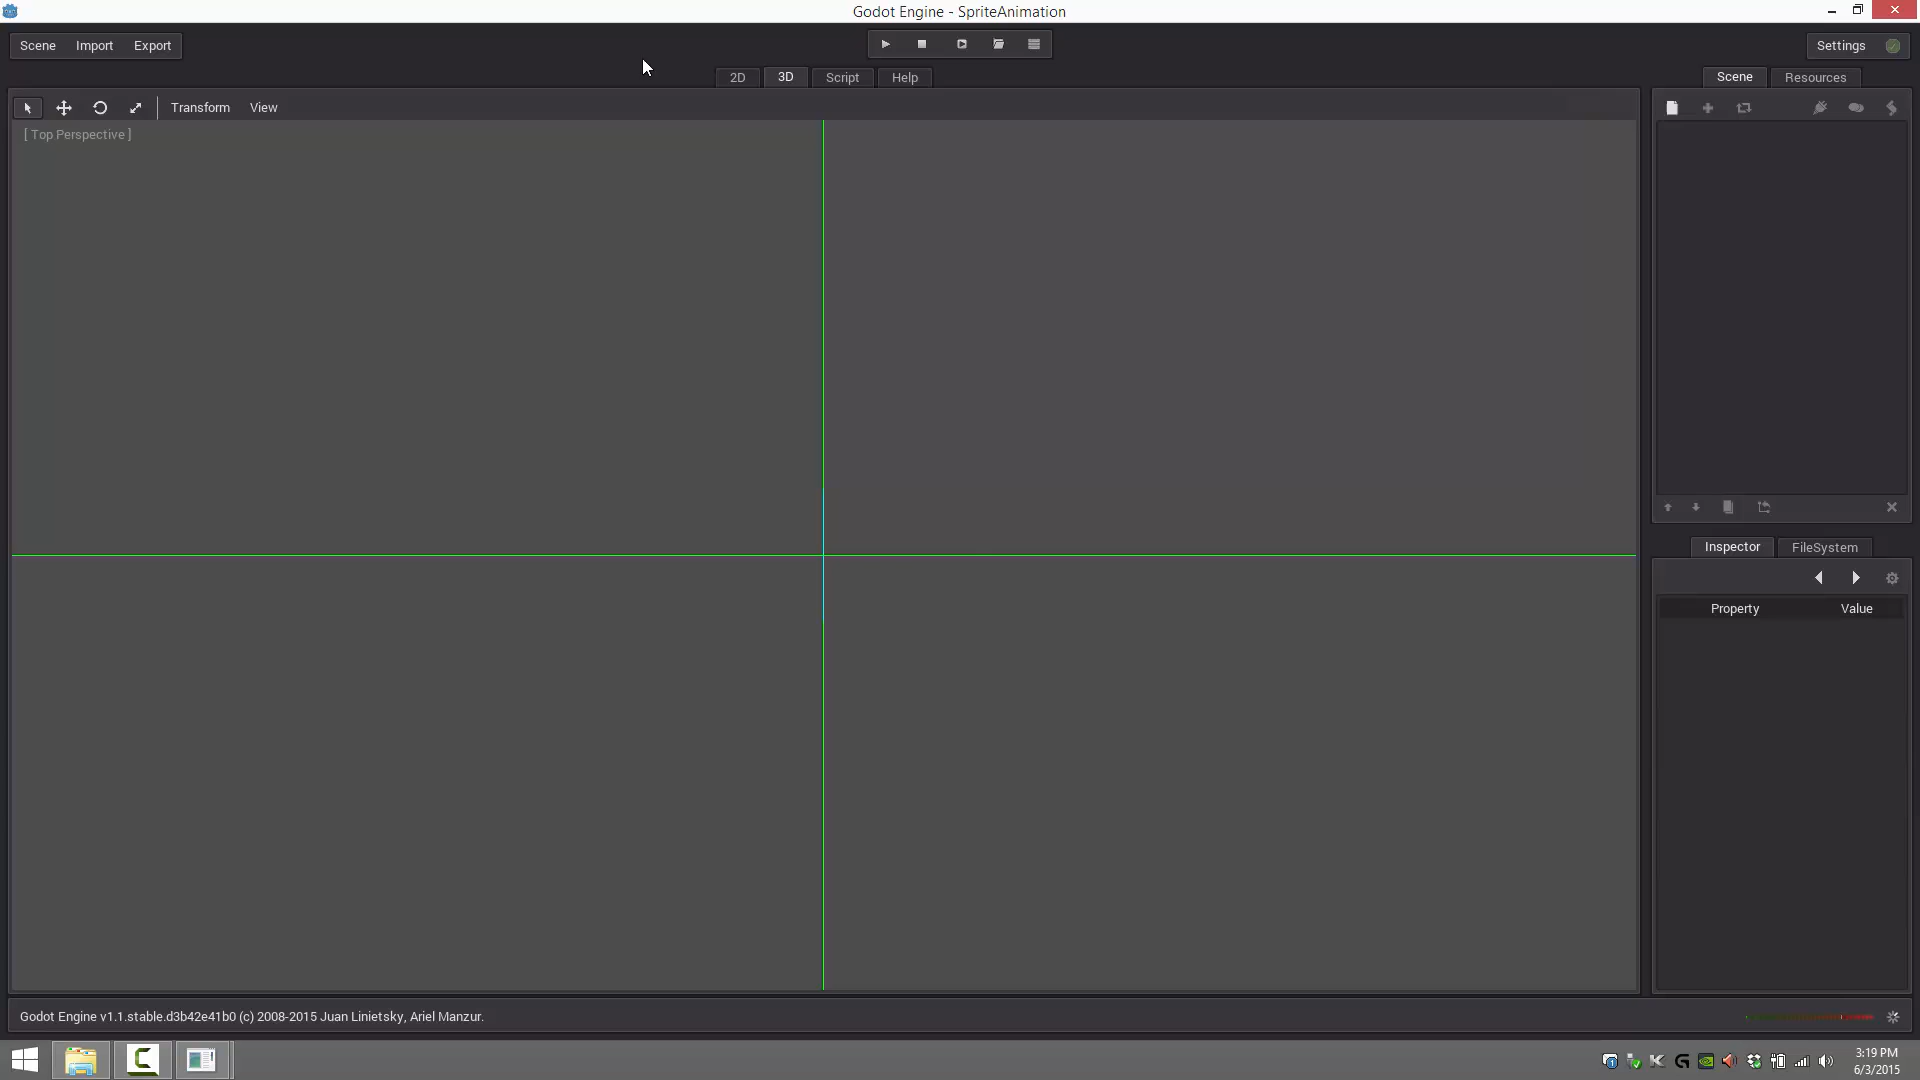 Godot Engine - SpriteAnimation
Scene Import Export
Settings
2D 3D Script Help
Scene Resources
Transform View
[ Top Perspective ]
Inspector FileSystem
Property Value
Godot Engine v1.1.stable.d3b42e41b0 (c) 2008-2015 Juan Linietsky, Ariel Manzur.
3:19 PM
6/3/2015